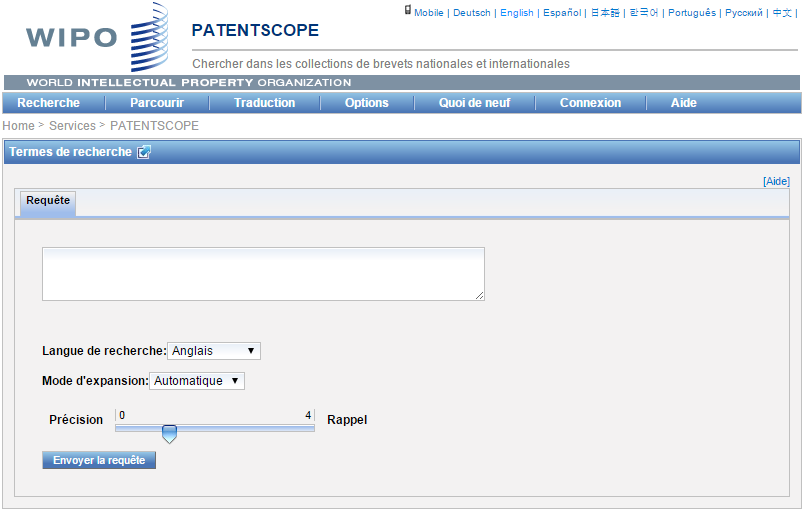 Mobile | Deutsch | English | Español | 日本語 | 한국어 | Português | Русский | 中文 |
WIPO
PATENTSCOPE
Chercher dans les collections de brevets nationales et internationales
WORLD INTELLECTUAL PROPERTY ORGANIZATION
Recherche Parcourir Traduction Options Quoi de neuf Connexion Aide
Home > Services > PATENTSCOPE
Termes de recherche
[Aide]
Requête
Langue de recherche: Anglais
Mode d'expansion: Automatique
Précision 0 4 Rappel
Envoyer la requête